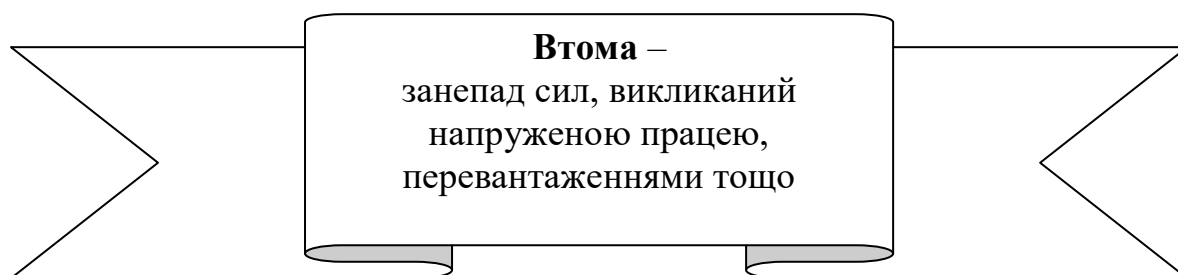 Втома –
занепад сил, викликаний
напруженою працею,
перевантаженнями тощо